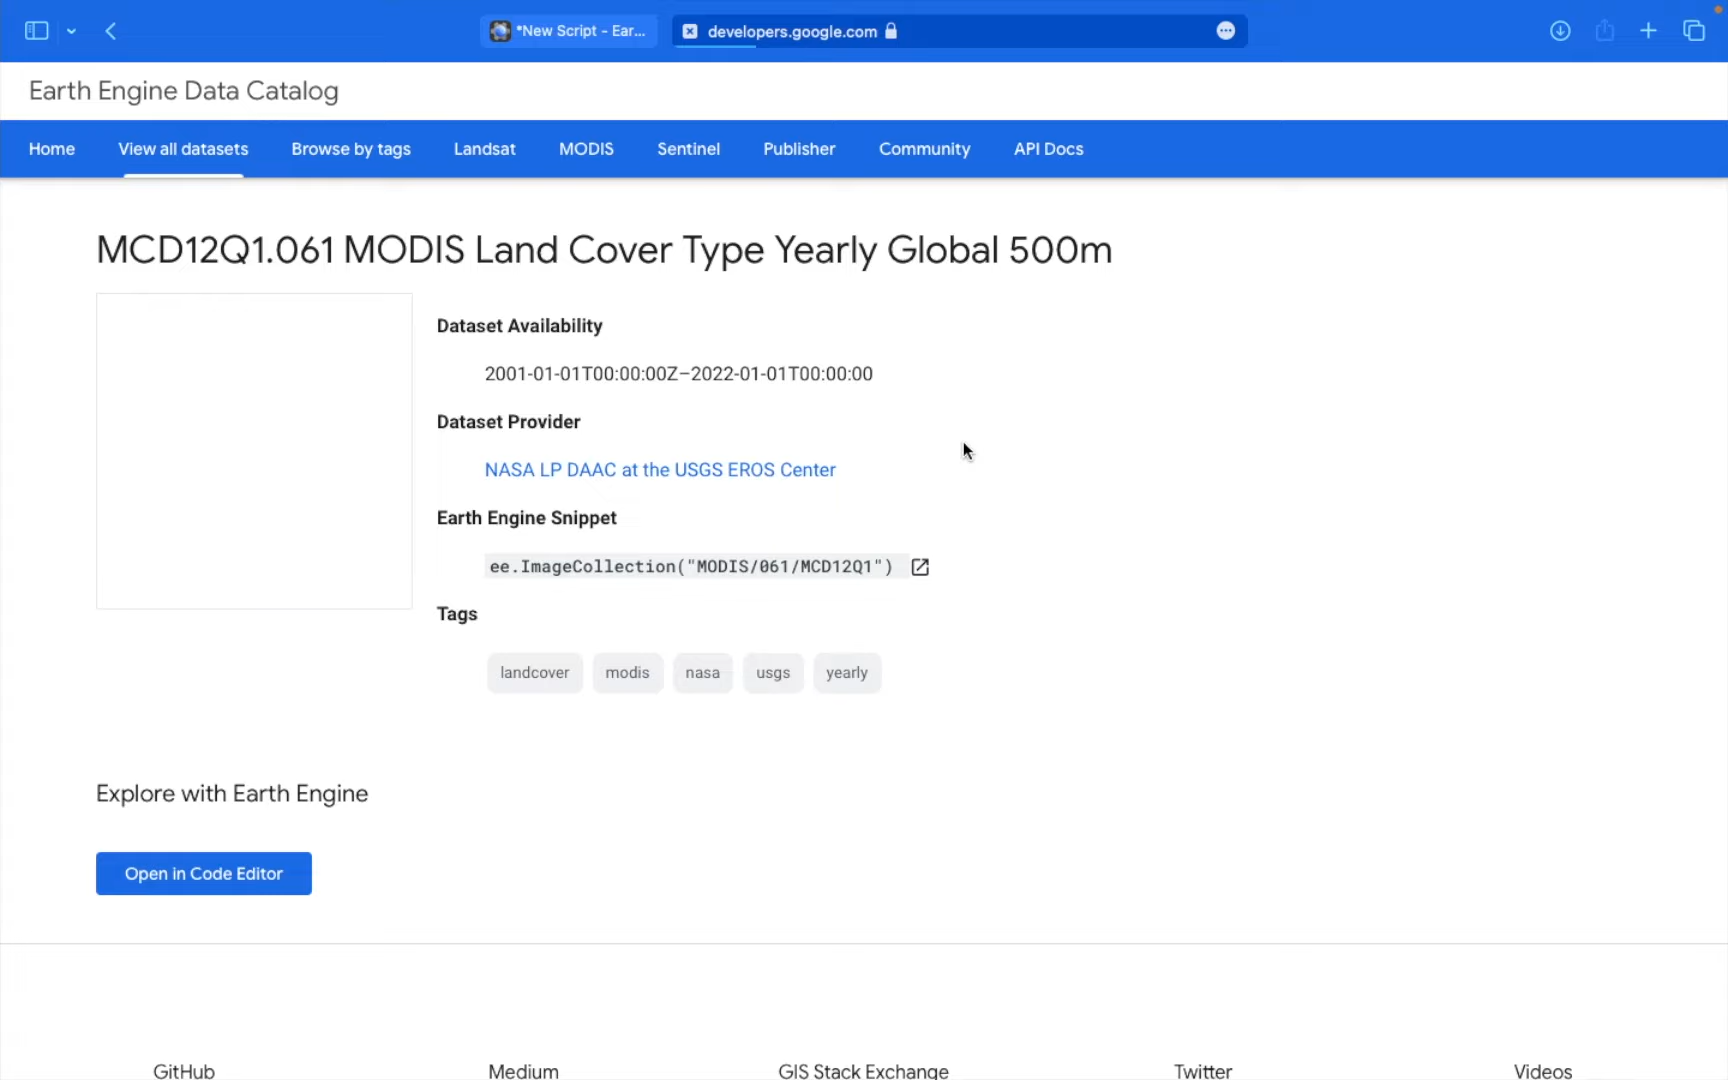 *New Script - Ear...
developers.google.com
Earth Engine Data Catalog
Home
View all datasets
Browse by tags
Landsat
MODIS
Sentinel
Publisher
Community
API Docs
MCD12Q1.061 MODIS Land Cover Type Yearly Global 500m
Dataset Availability
2001-01-01T00:00:00Z–2022-01-01T00:00:00
Dataset Provider
NASA LP DAAC at the USGS EROS Center
Earth Engine Snippet
ee.ImageCollection("MODIS/061/MCD12Q1")
Tags
landcover
modis
nasa
usgs
yearly
Explore with Earth Engine
Open in Code Editor
GitHub
Medium
GIS Stack Exchange
Twitter
Videos